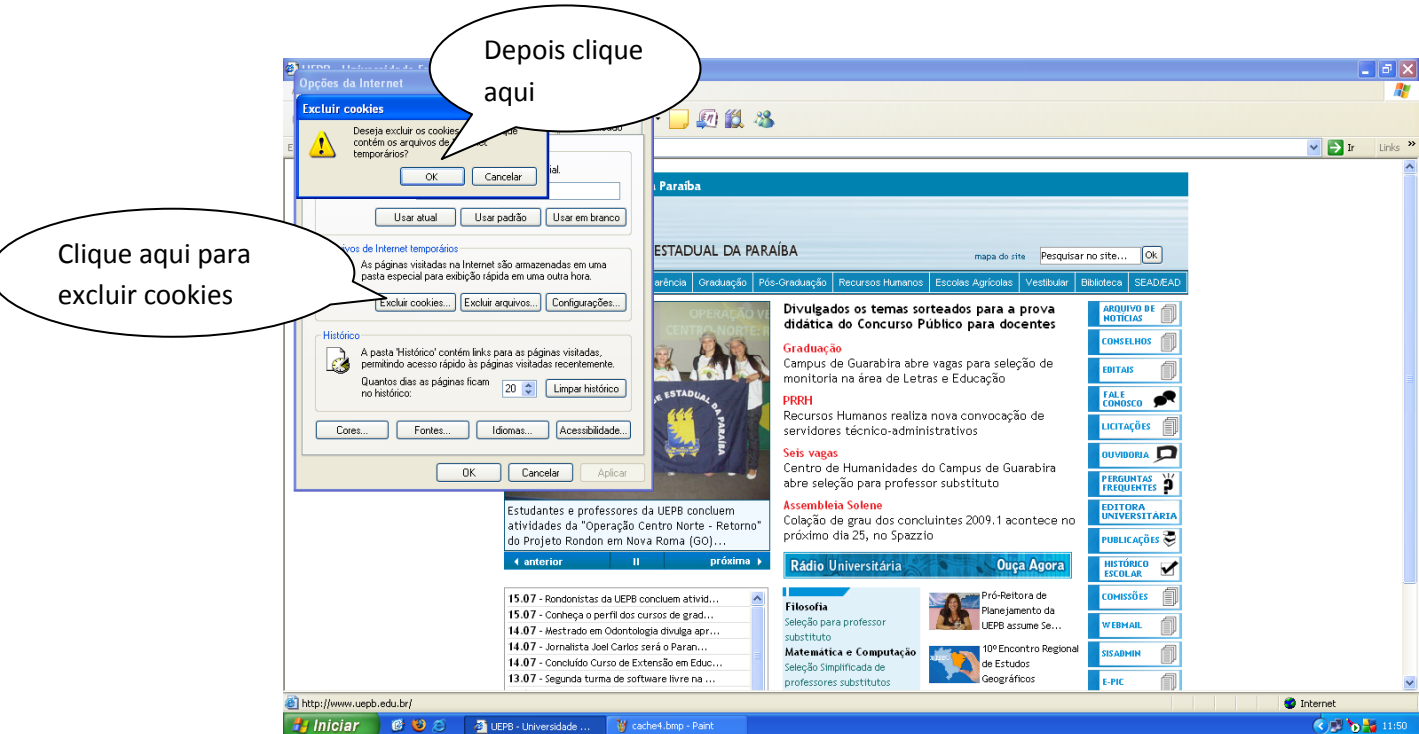 Depois clique
aqui
Clique aqui para
excluir cookies
Opções da Internet
Excluir cookies
Deseja excluir os cookies
contém os arquivos de
temporários?
OK
Cancelar
Usar atual
Usar padrão
Usar em branco
de Internet temporários
As páginas visitadas na Internet são armazenadas em uma
pasta especial para exibição rápida em uma outra hora.
Excluir cookies...
Excluir arquivos...
Configurações...
Histórico
A pasta 'Histórico' contém links para as páginas visitadas,
permitindo acesso rápido às páginas visitadas recentemente.
Quantos dias as páginas ficam
no histórico:
20
Limpar histórico
Cores...
Fontes...
Idiomas...
Acessibilidade...
OK
Cancelar
Aplicar
Ir
Links
Paraíba
ESTADUAL DA PARAÍBA
mapa do site
Pesquisar no site...
Ok
Graduação
Pós-Graduação
Recursos Humanos
Escolas Agrícolas
Vestibular
Biblioteca
SEAD/EAD
OPERAÇÃO
CENTRO NORTE:
ESTADUAL DA PARAÍBA
Estudantes e professores da UEPB concluem
atividades da "Operação Centro Norte - Retorno"
do Projeto Rondon em Nova Roma (GO)...
anterior
próxima
Divulgados os temas sorteados para a prova
didática do Concurso Público para docentes
Graduação
Campus de Guarabira abre vagas para seleção de
monitoria na área de Letras e Educação
PRRH
Recursos Humanos realiza nova convocação de
servidores técnico-administrativos
Seis vagas
Centro de Humanidades do Campus de Guarabira
abre seleção para professor substituto
Assembleia Solene
Colação de grau dos concluintes 2009.1 acontece no
próximo dia 25, no Spazzio
Rádio Universitária
Ouça Agora
ARQUIVO DE
NOTÍCIAS
CONSELHOS
EDITAIS
FALE
CONOSCO
LICITAÇÕES
OUVIDORIA
PERGUNTAS
FREQUENTES
EDITORA
UNIVERSITÁRIA
PUBLICAÇÕES
HISTÓRICO
ESCOLAR
COMISSÕES
WEBMAIL
SISADMIN
E-PIC
15.07 - Rondonistas da UEPB concluem ativid...
15.07 - Conheça o perfil dos cursos de grad...
14.07 - Mestrado em Odontologia divulga apr...
14.07 - Jornalista Joel Carlos será o Paran...
14.07 - Concluído Curso de Extensão em Educ...
13.07 - Segunda turma de software livre na ...
Filosofia
Seleção para professor
substituto
Matemática e Computação
Seleção Simplificada de
professores substitutos
Pró-Reitora de
Planejamento da
UEPB assume Se...
10º Encontro Regional
de Estudos
Geográficos
http://www.uepb.edu.br/
Internet
Iniciar
UEPB - Universidade ...
cache4.bmp - Paint
11:50